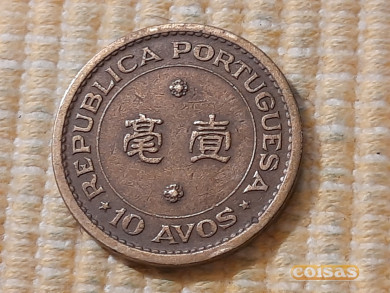 REPUBLICA PORTUGUESA
毫 壹
10 AVOS
coisas